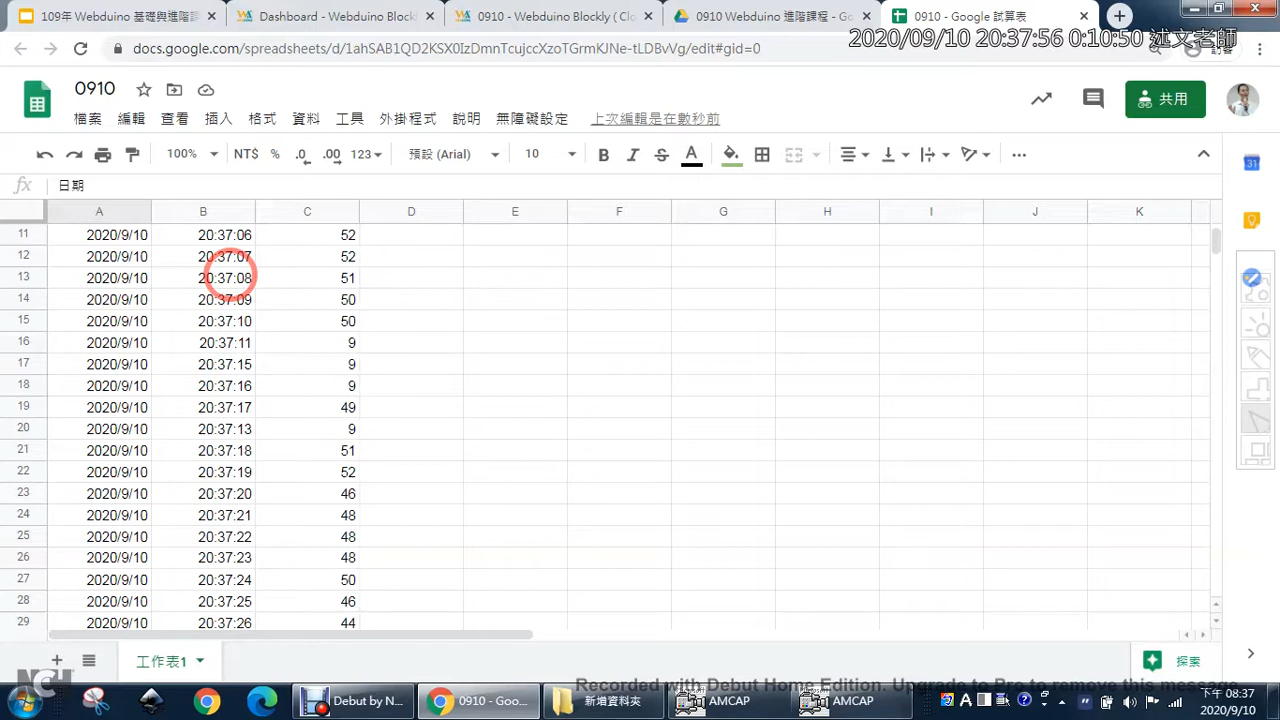 109年 Webduino 基礎與進階
Dashboard - Webduino Blockl
0910 - Webduino Blockly ( Cl
0910 Webduino 進階課程 - Go
0910 - Google 試算表
docs.google.com/spreadsheets/d/1ahSAB1QD2KSX0IzDmnTcujccXzoTGrmKJNe-tLDBvVg/edit#gid=0
2020/09/10 20:37:56 0:10:50 述文老師
訪客
0910
共用
檔案 編輯 查看 插入 格式 資料 工具 外掛程式 說明 無障礙設定 上次編輯是在數秒前
100% NT$ % .0 .00 123 預設 (Arial) 10 B I S A
fx 日期
A B C D E F G H I J K
11 2020/9/10 20:37:06 52
12 2020/9/10 20:37:07 52
13 2020/9/10 20:37:08 51
14 2020/9/10 20:37:09 50
15 2020/9/10 20:37:10 50
16 2020/9/10 20:37:11 9
17 2020/9/10 20:37:15 9
18 2020/9/10 20:37:16 9
19 2020/9/10 20:37:17 49
20 2020/9/10 20:37:13 9
21 2020/9/10 20:37:18 51
22 2020/9/10 20:37:19 52
23 2020/9/10 20:37:20 46
24 2020/9/10 20:37:21 48
25 2020/9/10 20:37:22 48
26 2020/9/10 20:37:23 48
27 2020/9/10 20:37:24 50
28 2020/9/10 20:37:25 46
29 2020/9/10 20:37:26 44
工作表1
探索
NCH
Recorded with Debut Home Edition. Upgrade to Pro to remove this message
Debut by N...
0910 - Goo...
新增資料夾
AMCAP
AMCAP
下午 08:37
2020/9/10
31